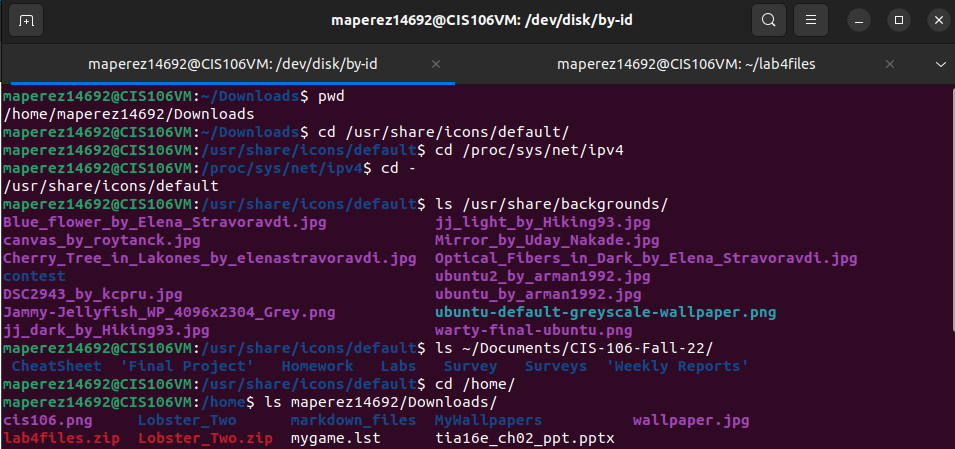 maperez14692@CIS106VM: /dev/disk/by-id
maperez14692@CIS106VM: /dev/disk/by-id × maperez14692@CIS106VM: ~/lab4files ×
maperez14692@CIS106VM:~/Downloads$ pwd
/home/maperez14692/Downloads
maperez14692@CIS106VM:~/Downloads$ cd /usr/share/icons/default/
maperez14692@CIS106VM:/usr/share/icons/default$ cd /proc/sys/net/ipv4
maperez14692@CIS106VM:/proc/sys/net/ipv4$ cd -
/usr/share/icons/default
maperez14692@CIS106VM:/usr/share/icons/default$ ls /usr/share/backgrounds/
Blue_flower_by_Elena_Stravoravdi.jpg jj_light_by_Hiking93.jpg
canvas_by_roytanck.jpg Mirror_by_Uday_Nakade.jpg
Cherry_Tree_in_Lakones_by_elenastravoravdi.jpg Optical_Fibers_in_Dark_by_Elena_Stravoravdi.jpg
contest ubuntu2_by_arman1992.jpg
DSC2943_by_kcpru.jpg ubuntu_by_arman1992.jpg
Jammy-Jellyfish_WP_4096x2304_Grey.png ubuntu-default-greyscale-wallpaper.png
jj_dark_by_Hiking93.jpg warty-final-ubuntu.png
maperez14692@CIS106VM:/usr/share/icons/default$ ls ~/Documents/CIS-106-Fall-22/
CheatSheet 'Final Project' Homework Labs Survey Surveys 'Weekly Reports'
maperez14692@CIS106VM:/usr/share/icons/default$ cd /home/
maperez14692@CIS106VM:/home$ ls maperez14692/Downloads/
cis106.png Lobster_Two markdown_files MyWallpapers wallpaper.jpg
lab4files.zip Lobster_Two.zip mygame.lst tia16e_ch02_ppt.pptx